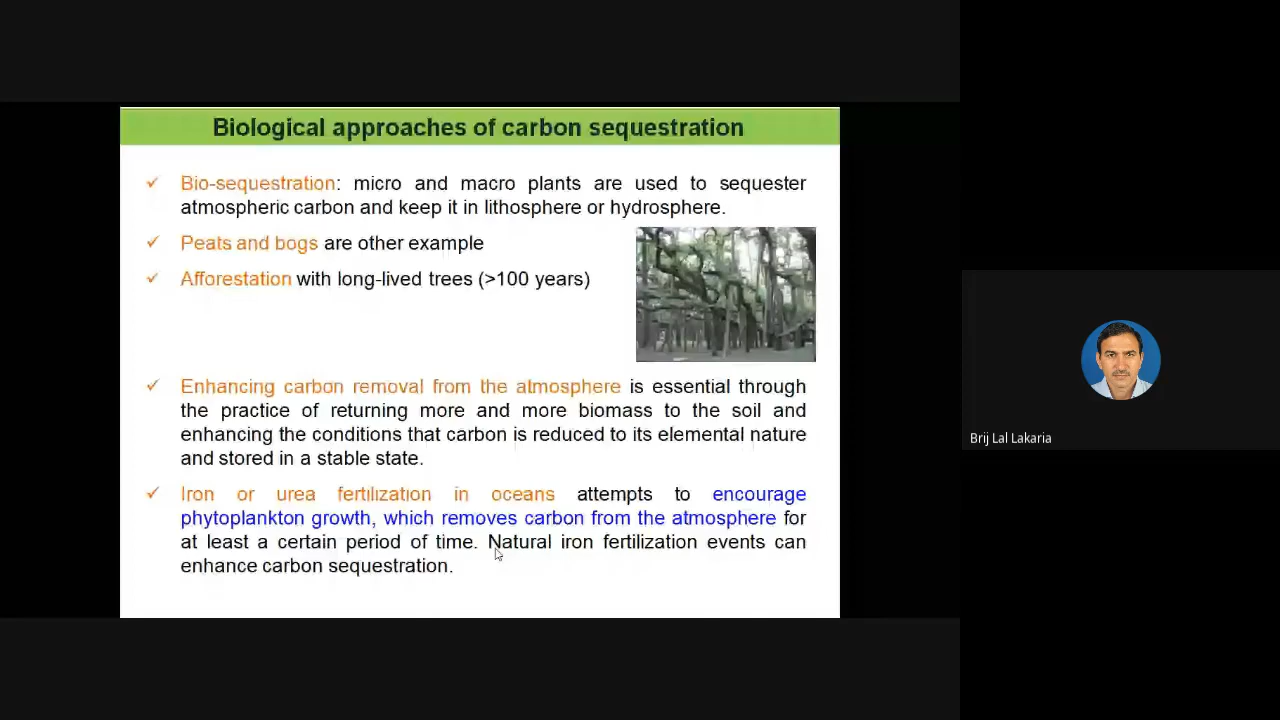 Biological approaches of carbon sequestration
✓ Bio-sequestration: micro and macro plants are used to sequester
atmospheric carbon and keep it in lithosphere or hydrosphere.
✓ Peats and bogs are other example
✓ Afforestation with long-lived trees (>100 years)
✓ Enhancing carbon removal from the atmosphere is essential through
the practice of returning more and more biomass to the soil and
enhancing the conditions that carbon is reduced to its elemental nature
and stored in a stable state.
✓ Iron or urea fertilization in oceans attempts to encourage
phytoplankton growth, which removes carbon from the atmosphere for
at least a certain period of time. Natural iron fertilization events can
enhance carbon sequestration.
Brij Lal Lakaria